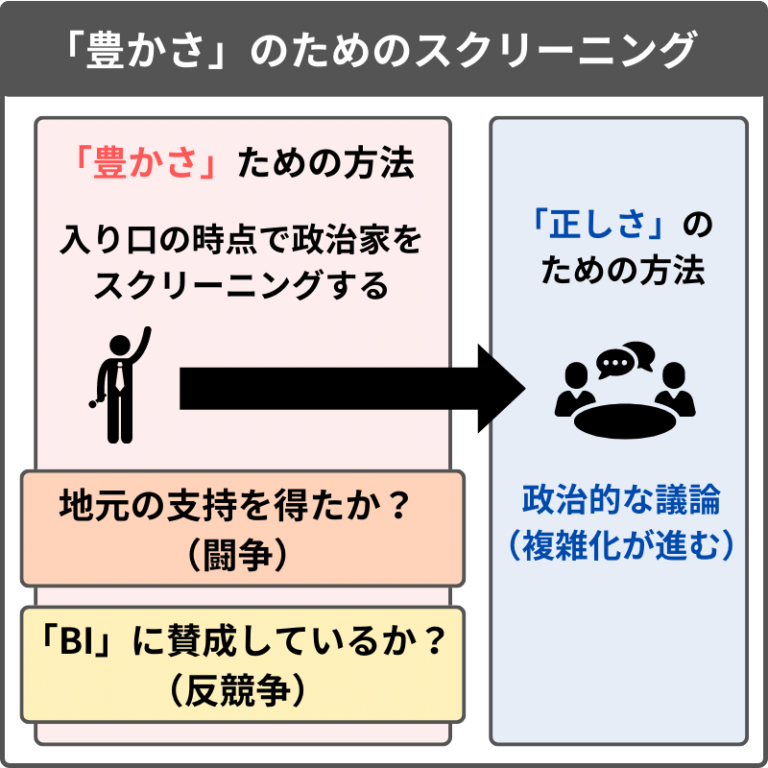 「豊かさ」のためのスクリーニング
「豊かさ」ための方法
入り口の時点で政治家を
スクリーニングする
地元の支持を得たか？
（闘争）
「BI」に賛成しているか？
（反競争）
「正しさ」の
ための方法
政治的な議論
（複雑化が進む）